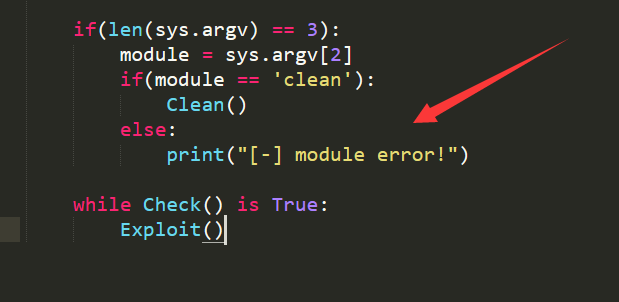 if(len(sys.argv) == 3):
module = sys.argv[2]
if(module == 'clean'):
Clean()
else:
print("[-] module error!")
while Check() is True:
Exploit()